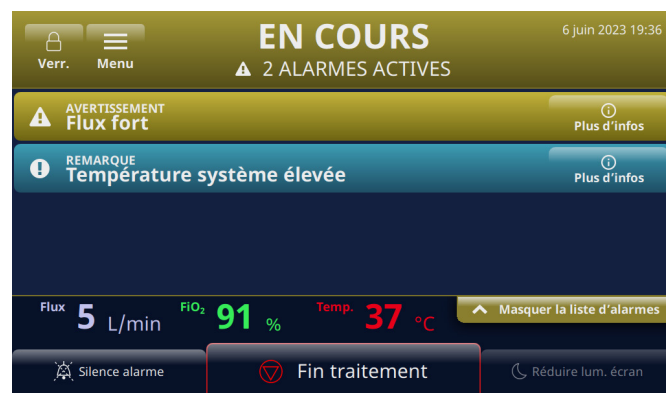 EN COURS
6 juin 2023 19:36
Verr.
Menu
2 ALARMES ACTIVES
AVERTISSEMENT
Flux fort
Plus d'infos
REMARQUE
Température système élevée
Plus d'infos
Flux 5 L/min FiO₂ 91 % Temp. 37 °C
Masquer la liste d'alarmes
Silence alarme
Fin traitement
Réduire lum. écran